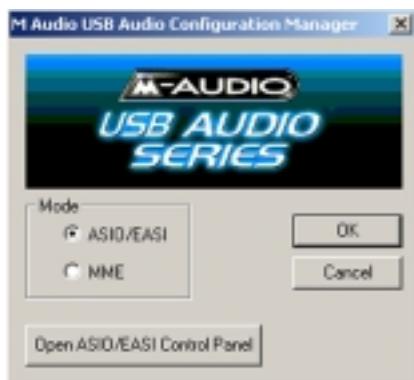 M Audio USB Audio Configuration Manager
M-AUDIO
USB AUDIO
SERIES
Mode
ASIO/EASI
MME
OK
Cancel
Open ASIO/EASI Control Panel